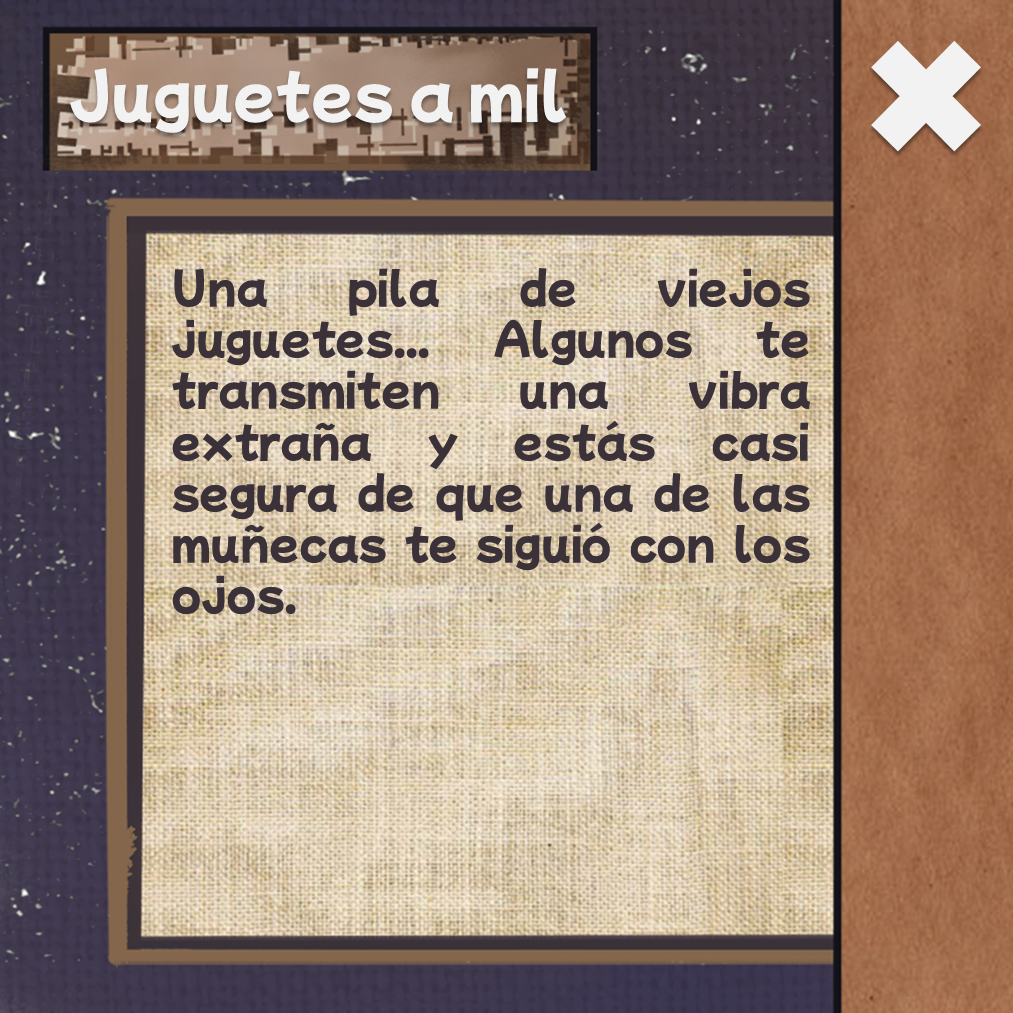 Juguetes a mil
Una pila de viejos
juguetes... Algunos te
transmiten una vibra
extraña y estás casi
segura de que una de las
muñecas te siguió con los
ojos.